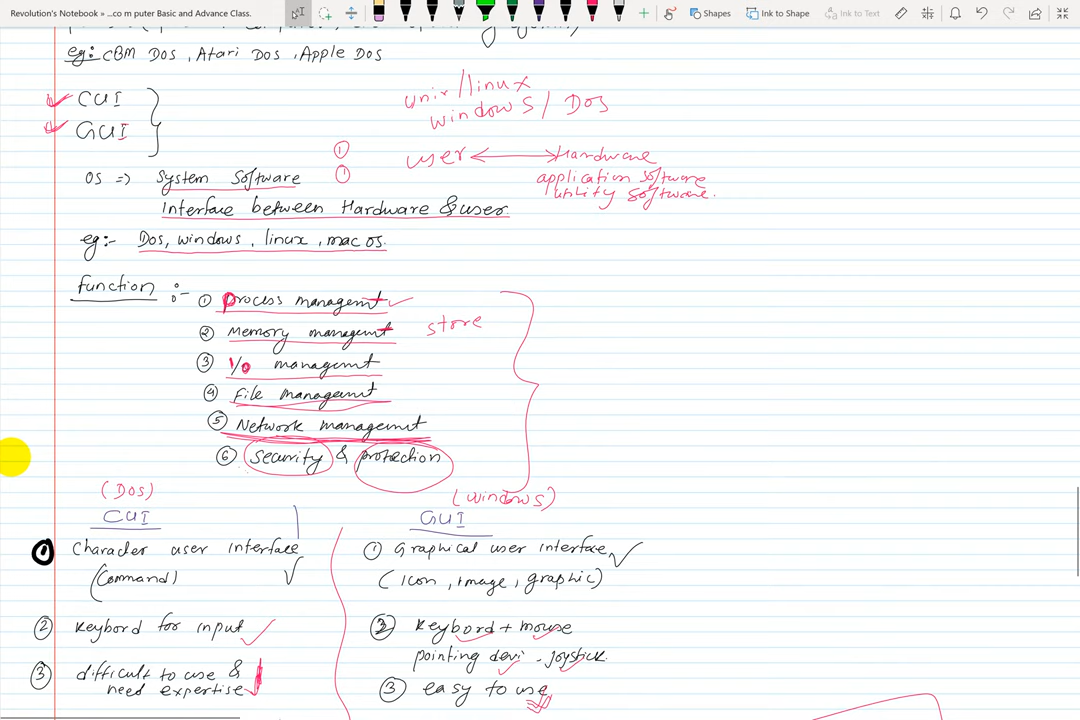 Revolution's Notebook » ...co m puter Basic and Advance Class.
Shapes
Ink to Shape
Ink to Text
eg:- CBM DOS, Atari DOS, Apple DOS
CUI
GUI
unix/linux
windows/DOS
user ↔ Hardware
application software
utility software.
OS => System Software
Interface between Hardware & user.
eg:- Dos, windows, linux, mac os.
function :-
① process managemt
② Memory managemt
store
③ I/O managemt
④ File managemt
⑤ Network managemt
⑥ security & protection
(DOS)
CUI
① Character user interface
(Command)
② Keybord for input
③ difficult to use &
need expertise
(windows)
GUI
① Graphical user interface
(Icon, image, graphic)
② Keybord + mouse
pointing devi - joystick.
③ easy to use